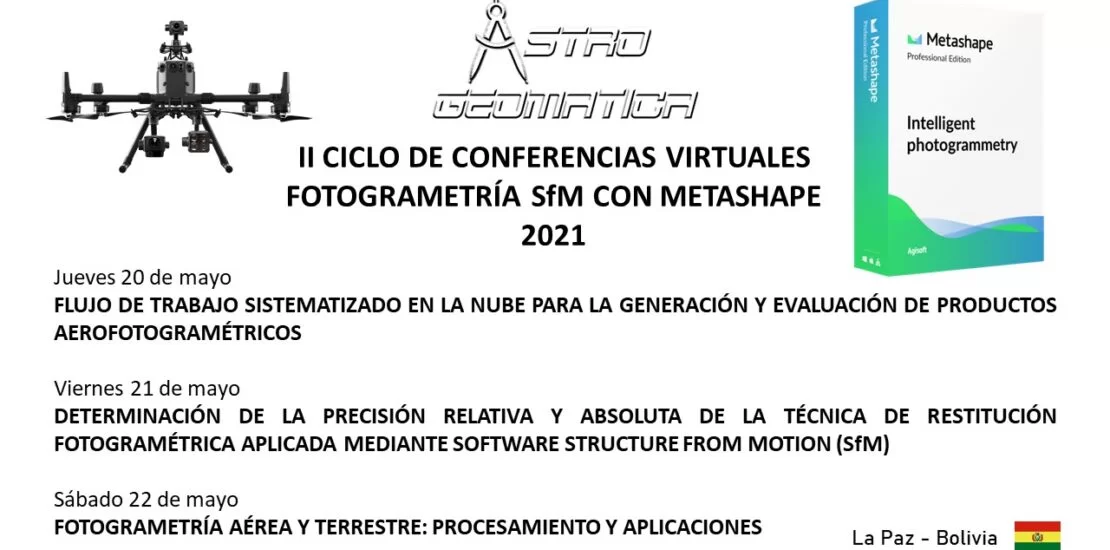 ASTRO
GEOMATICA
Metashape
Professional Edition
Metashape
Professional Edition
Intelligent
photogrammetry
Agisoft
II CICLO DE CONFERENCIAS VIRTUALES
FOTOGRAMETRÍA SfM CON METASHAPE
2021
Jueves 20 de mayo
FLUJO DE TRABAJO SISTEMATIZADO EN LA NUBE PARA LA GENERACIÓN Y EVALUACIÓN DE PRODUCTOS
AEROFOTOGRAMÉTRICOS
Viernes 21 de mayo
DETERMINACIÓN DE LA PRECISIÓN RELATIVA Y ABSOLUTA DE LA TÉCNICA DE RESTITUCIÓN
FOTOGRAMÉTRICA APLICADA MEDIANTE SOFTWARE STRUCTURE FROM MOTION (SfM)
Sábado 22 de mayo
FOTOGRAMETRÍA AÉREA Y TERRESTRE: PROCESAMIENTO Y APLICACIONES
La Paz - Bolivia